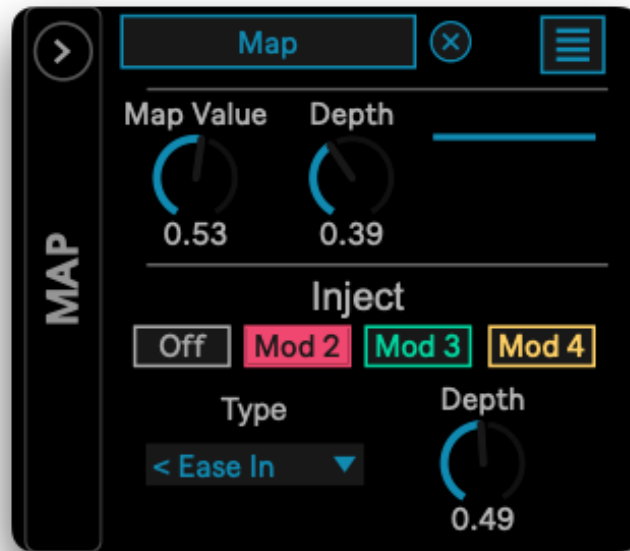 MAP
Map
Map Value Depth
0.53 0.39
Inject
Off Mod 2 Mod 3 Mod 4
Type Depth
< Ease In
0.49